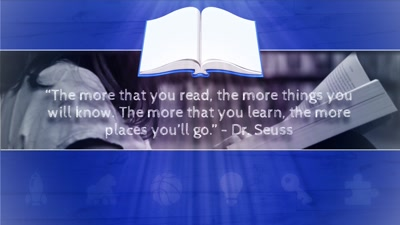 “The more that you read, the more things you
will know. The more that you learn, the more
places you’ll go.” - Dr. Seuss